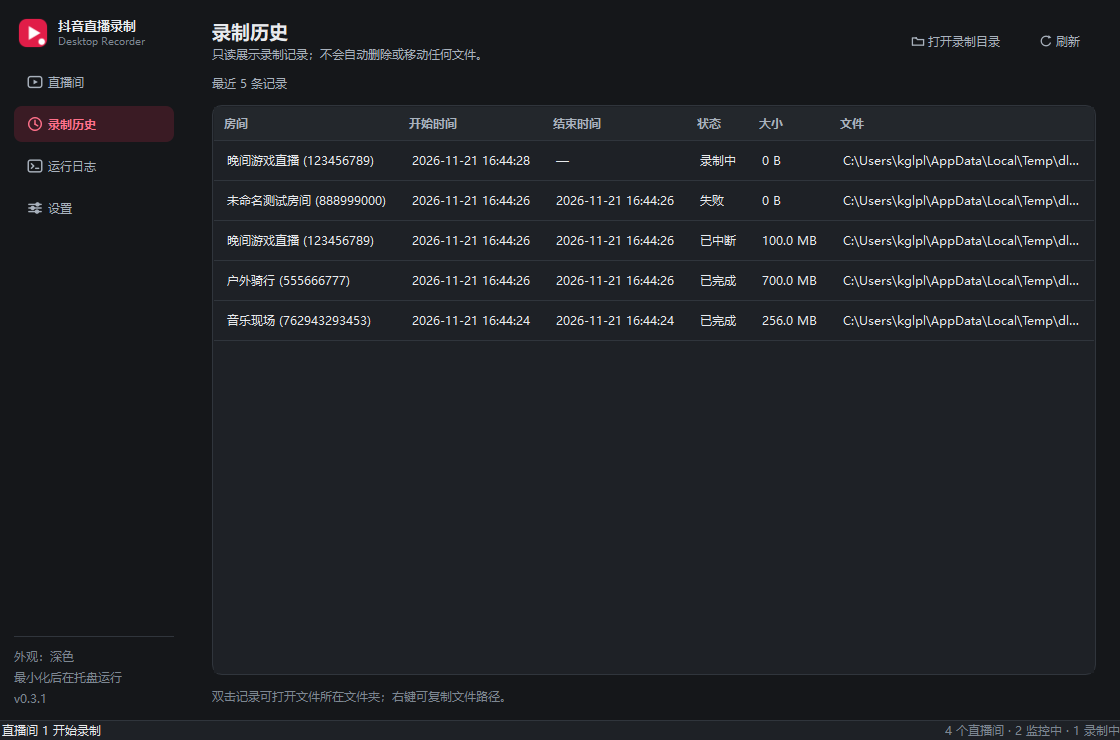 抖音直播录制
Desktop Recorder
直播间
录制历史
运行日志
设置
外观：深色
最小化后在托盘运行
v0.3.1
录制历史
只读展示录制记录；不会自动删除或移动任何文件。
打开录制目录 刷新
最近 5 条记录
房间 开始时间 结束时间 状态 大小 文件
晚间游戏直播 (123456789) 2026-11-21 16:44:28 — 录制中 0 B C:\Users\kglpl\AppData\Local\Temp\dl...
未命名测试房间 (888999000) 2026-11-21 16:44:26 2026-11-21 16:44:26 失败 0 B C:\Users\kglpl\AppData\Local\Temp\dl...
晚间游戏直播 (123456789) 2026-11-21 16:44:26 2026-11-21 16:44:26 已中断 100.0 MB C:\Users\kglpl\AppData\Local\Temp\dl...
户外骑行 (555666777) 2026-11-21 16:44:26 2026-11-21 16:44:26 已完成 700.0 MB C:\Users\kglpl\AppData\Local\Temp\dl...
音乐现场 (762943293453) 2026-11-21 16:44:24 2026-11-21 16:44:24 已完成 256.0 MB C:\Users\kglpl\AppData\Local\Temp\dl...
双击记录可打开文件所在文件夹；右键可复制文件路径。
直播间 1 开始录制
4 个直播间 · 2 监控中 · 1 录制中